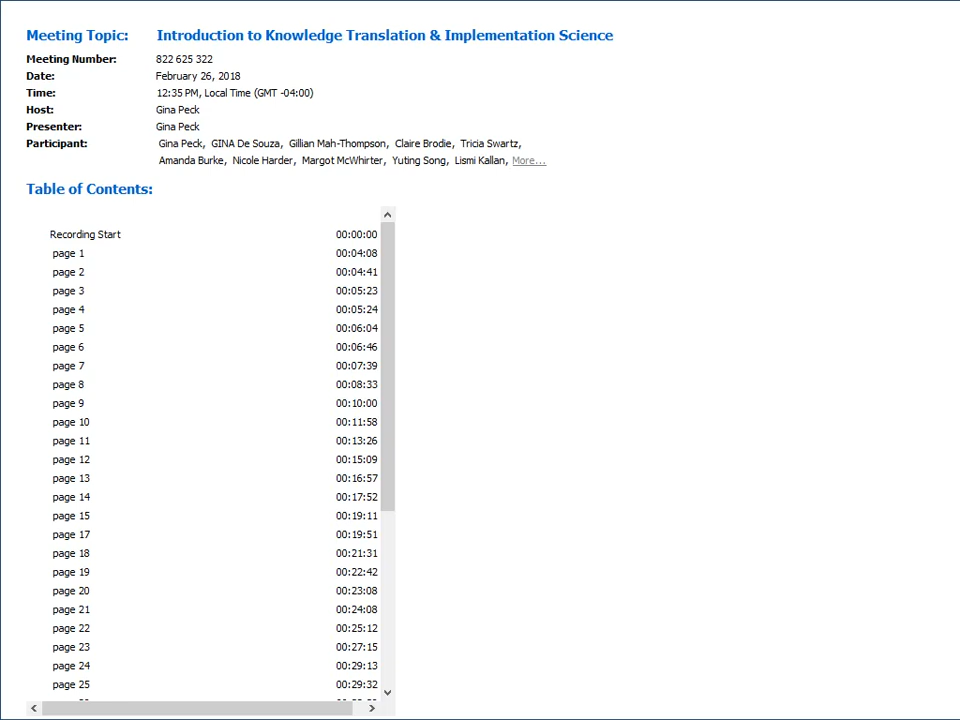 Meeting Topic: Introduction to Knowledge Translation & Implementation Science
Meeting Number: 822 625 322
Date: February 26, 2018
Time: 12:35 PM, Local Time (GMT -04:00)
Host: Gina Peck
Presenter: Gina Peck
Participant: Gina Peck, GINA De Souza, Gillian Mah-Thompson, Claire Brodie, Tricia Swartz,
Amanda Burke, Nicole Harder, Margot McWhirter, Yuting Song, Lismi Kallan, More...
Table of Contents:
Recording Start 00:00:00
page 1 00:04:08
page 2 00:04:41
page 3 00:05:23
page 4 00:05:24
page 5 00:06:04
page 6 00:06:46
page 7 00:07:39
page 8 00:08:33
page 9 00:10:00
page 10 00:11:58
page 11 00:13:26
page 12 00:15:09
page 13 00:16:57
page 14 00:17:52
page 15 00:19:11
page 17 00:19:51
page 18 00:21:31
page 19 00:22:42
page 20 00:23:08
page 21 00:24:08
page 22 00:25:12
page 23 00:27:15
page 24 00:29:13
page 25 00:29:32